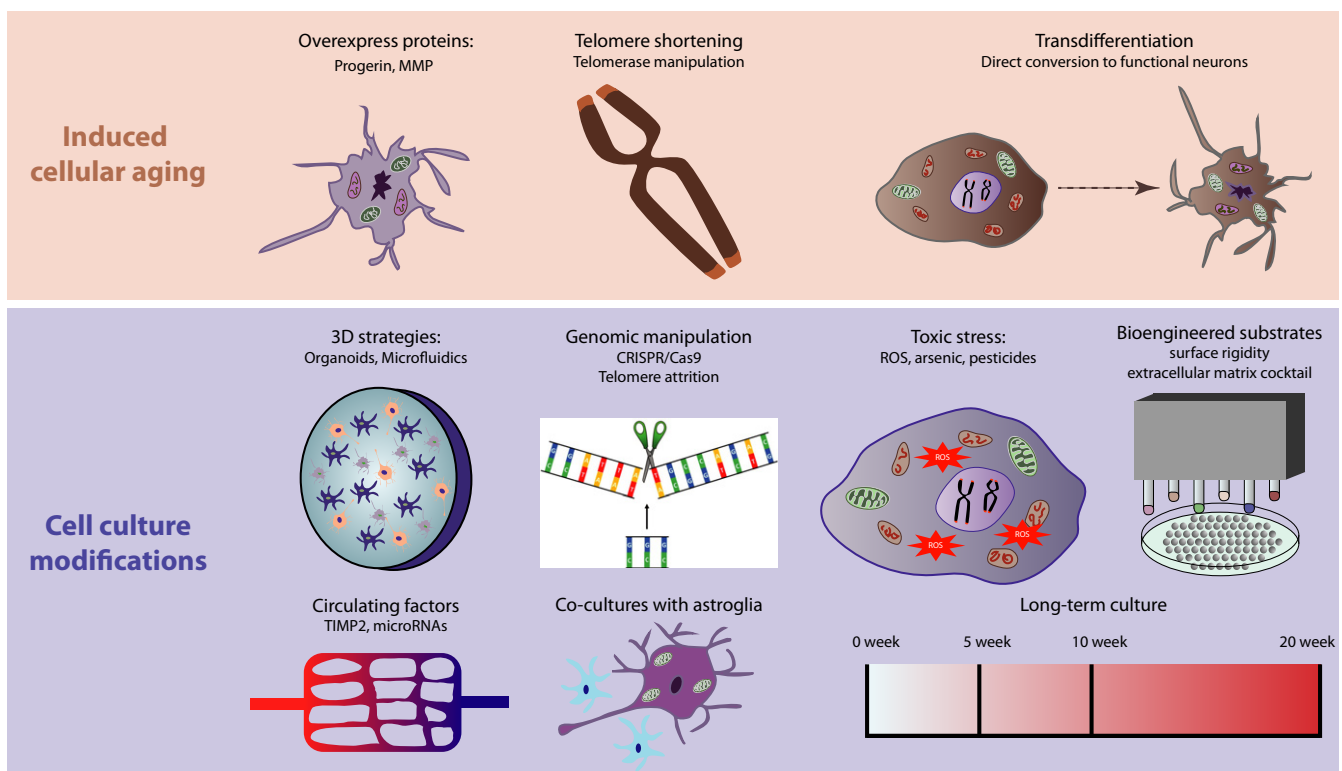 Induced
cellular aging
Overexpress proteins:
Progerin, MMP
Telomere shortening
Telomerase manipulation
Transdifferentiation
Direct conversion to functional neurons
Cell culture
modifications
3D strategies:
Organoids, Microfluidics
Genomic manipulation
CRISPR/Cas9
Telomere attrition
Toxic stress:
ROS, arsenic, pesticides
ROS
ROS
ROS
Bioengineered substrates
surface rigidity
extracellular matrix cocktail
Circulating factors
TIMP2, microRNAs
Co-cultures with astroglia
Long-term culture
0 week 5 week 10 week 20 week